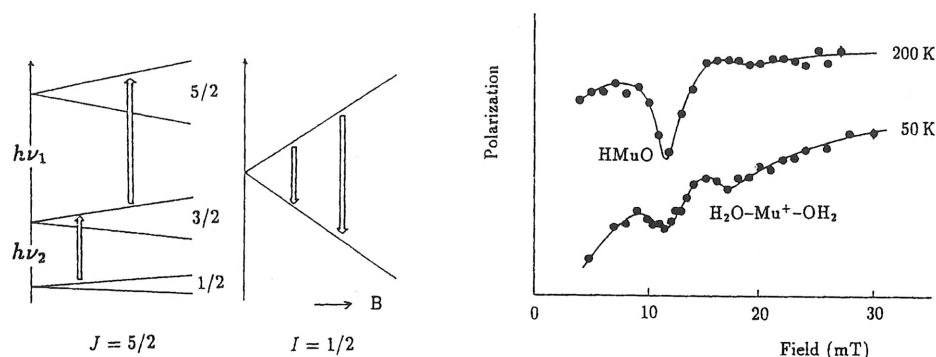 5/2
hν₁
3/2
hν₂
1/2
B
J = 5/2
I = 1/2
Polarization
200 K
HMuO
50 K
H₂O–Mu⁺–OH₂
0
10
20
30
Field (mT)